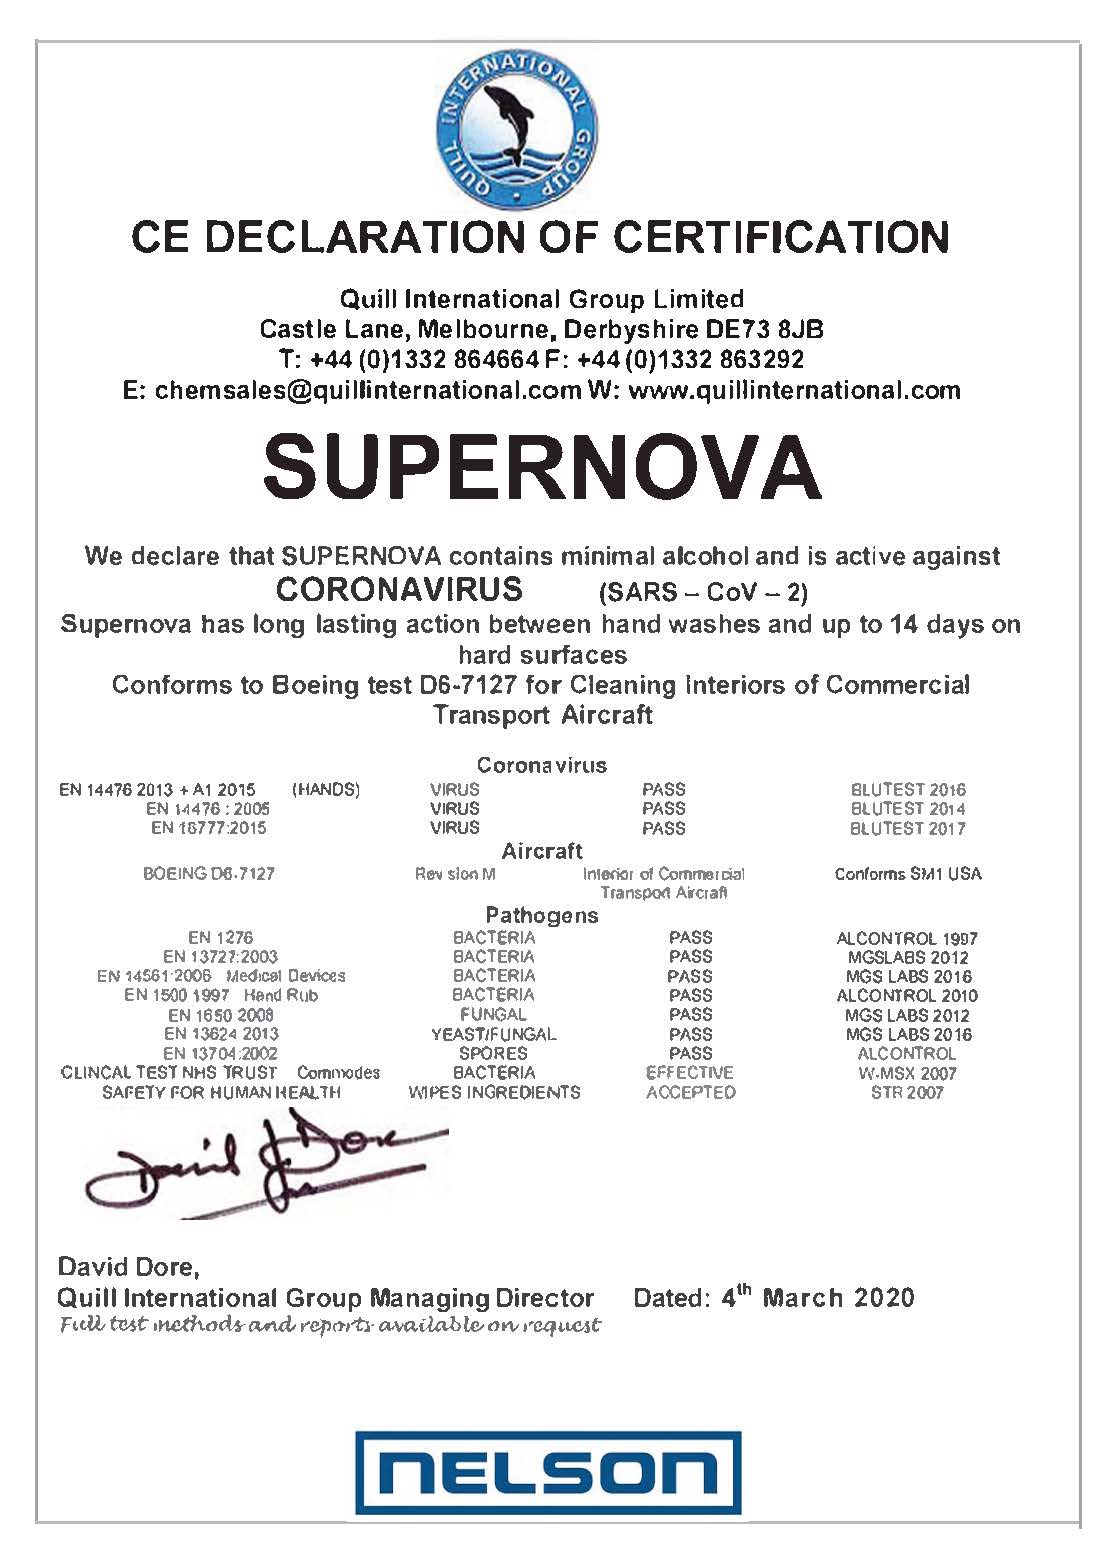 QUILL INTERNATIONAL GROUP
CE DECLARATION OF CERTIFICATION
Quill International Group Limited
Castle Lane, Melbourne, Derbyshire DE73 8JB
T: +44 (0)1332 864664 F: +44 (0)1332 863292
E: chemsales@quillinternational.com W: www.quillinternational.com
SUPERNOVA
We declare that SUPERNOVA contains minimal alcohol and is active against
CORONAVIRUS (SARS – CoV – 2)
Supernova has long lasting action between hand washes and up to 14 days on
hard surfaces
Conforms to Boeing test D6-7127 for Cleaning Interiors of Commercial
Transport Aircraft
Coronavirus
EN 14476 2013 + A1 2015 (HANDS) VIRUS PASS BLUTEST 2016
EN 14476 : 2005 VIRUS PASS BLUTEST 2014
EN 16777:2015 VIRUS PASS BLUTEST 2017
Aircraft
BOEING D6-7127 Revision M Interior of Commercial Conforms SM1 USA
Transport Aircraft
Pathogens
EN 1276 BACTERIA PASS ALCONTROL 1997
EN 13727:2003 BACTERIA PASS MGSLABS 2012
EN 14561:2006 Medical Devices BACTERIA PASS MGS LABS 2016
EN 1500 1997 Hand Rub BACTERIA PASS ALCONTROL 2010
EN 1650 2008 FUNGAL PASS MGS LABS 2012
EN 13624 2013 YEAST/FUNGAL PASS MGS LABS 2016
EN 13704:2002 SPORES PASS ALCONTROL
CLINCAL TEST NHS TRUST Commodes BACTERIA EFFECTIVE W-MSX 2007
SAFETY FOR HUMAN HEALTH WIPES INGREDIENTS ACCEPTED STR 2007
David J Dore
David Dore,
Quill International Group Managing Director Dated: 4th March 2020
Full test methods and reports available on request
NELSON